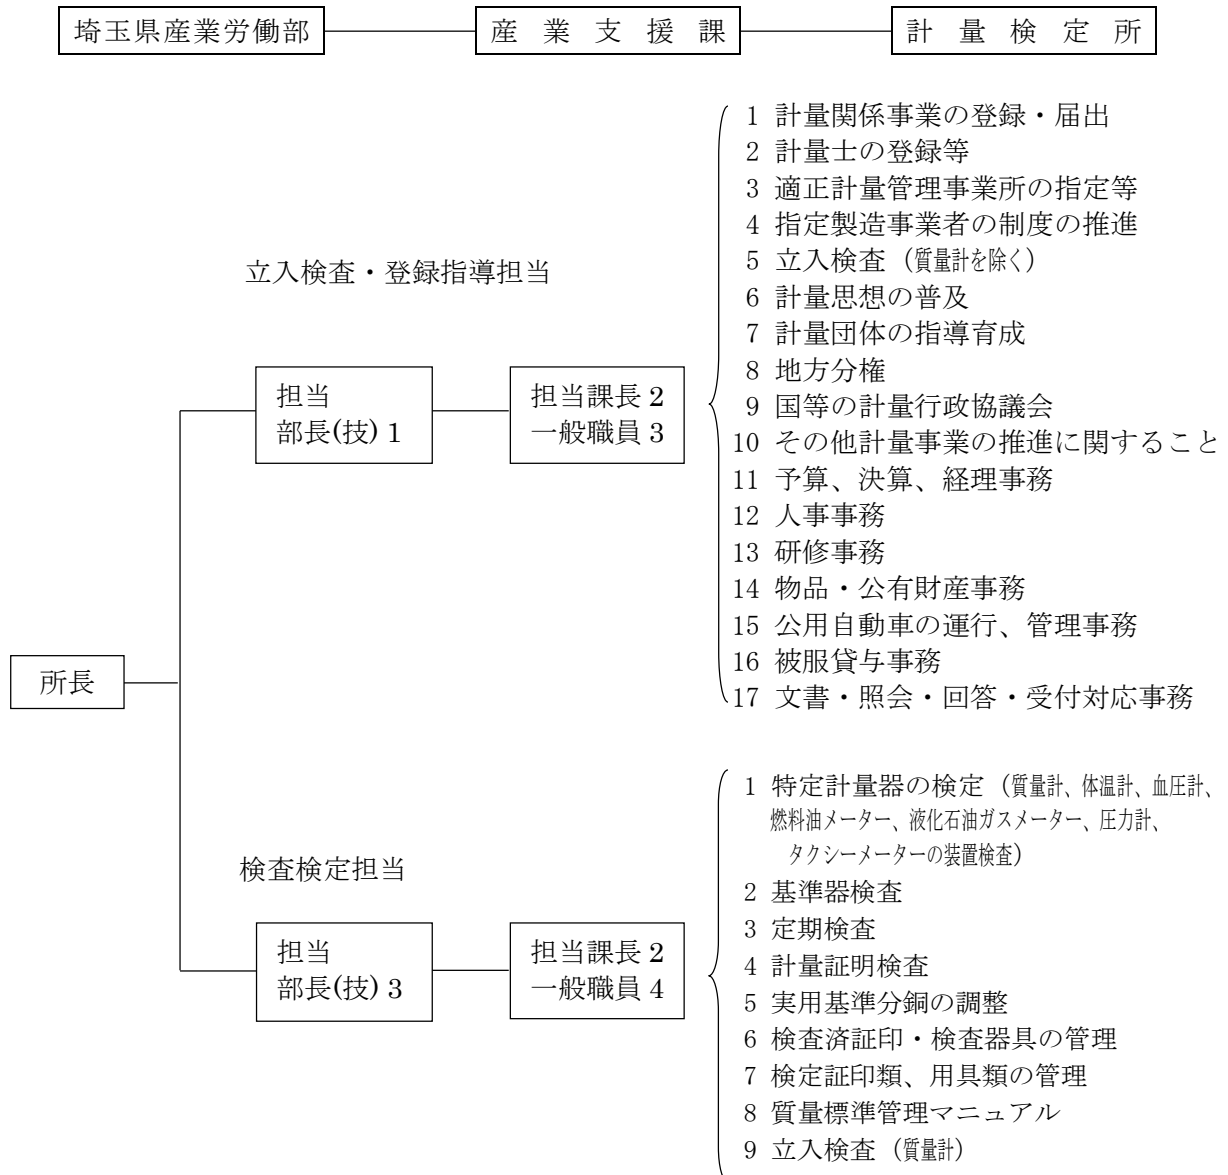 埼玉県産業労働部 産業支援課 計量検定所
立入検査・登録指導担当
所長
担当
部長(技)1
担当課長2
一般職員3
1 計量関係事業の登録・届出
2 計量士の登録等
3 適正計量管理事業所の指定等
4 指定製造事業者の制度の推進
5 立入検査(質量計を除く)
6 計量思想の普及
7 計量団体の指導育成
8 地方分権
9 国等の計量行政協議会
10 その他計量事業の推進に関すること
11 予算、決算、経理事務
12 人事事務
13 研修事務
14 物品・公有財産事務
15 公用自動車の運行、管理事務
16 被服貸与事務
17 文書・照会・回答・受付対応事務
検査検定担当
担当
部長(技)3
担当課長2
一般職員4
1 特定計量器の検定(質量計、体温計、血圧計、
燃料油メーター、液化石油ガスメーター、圧力計、
タクシーメーターの装置検査)
2 基準器検査
3 定期検査
4 計量証明検査
5 実用基準分銅の調整
6 検査済証印・検査器具の管理
7 検定証印類、用具類の管理
8 質量標準管理マニュアル
9 立入検査(質量計)